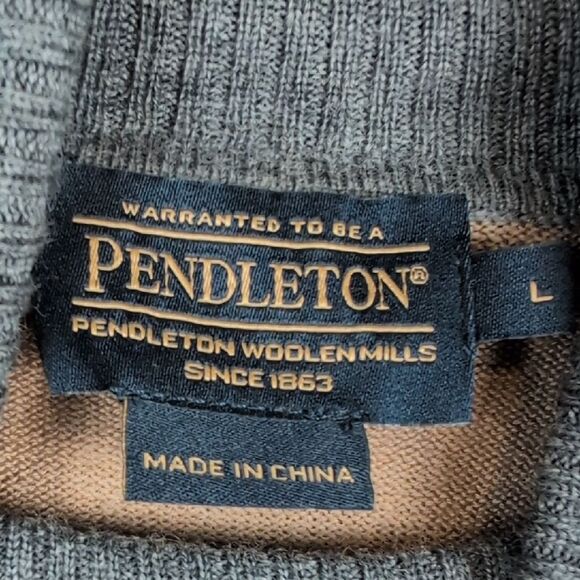 WARRANTED TO BE A
PENDLETON®
PENDLETON WOOLEN MILLS
SINCE 1863
L
MADE IN CHINA